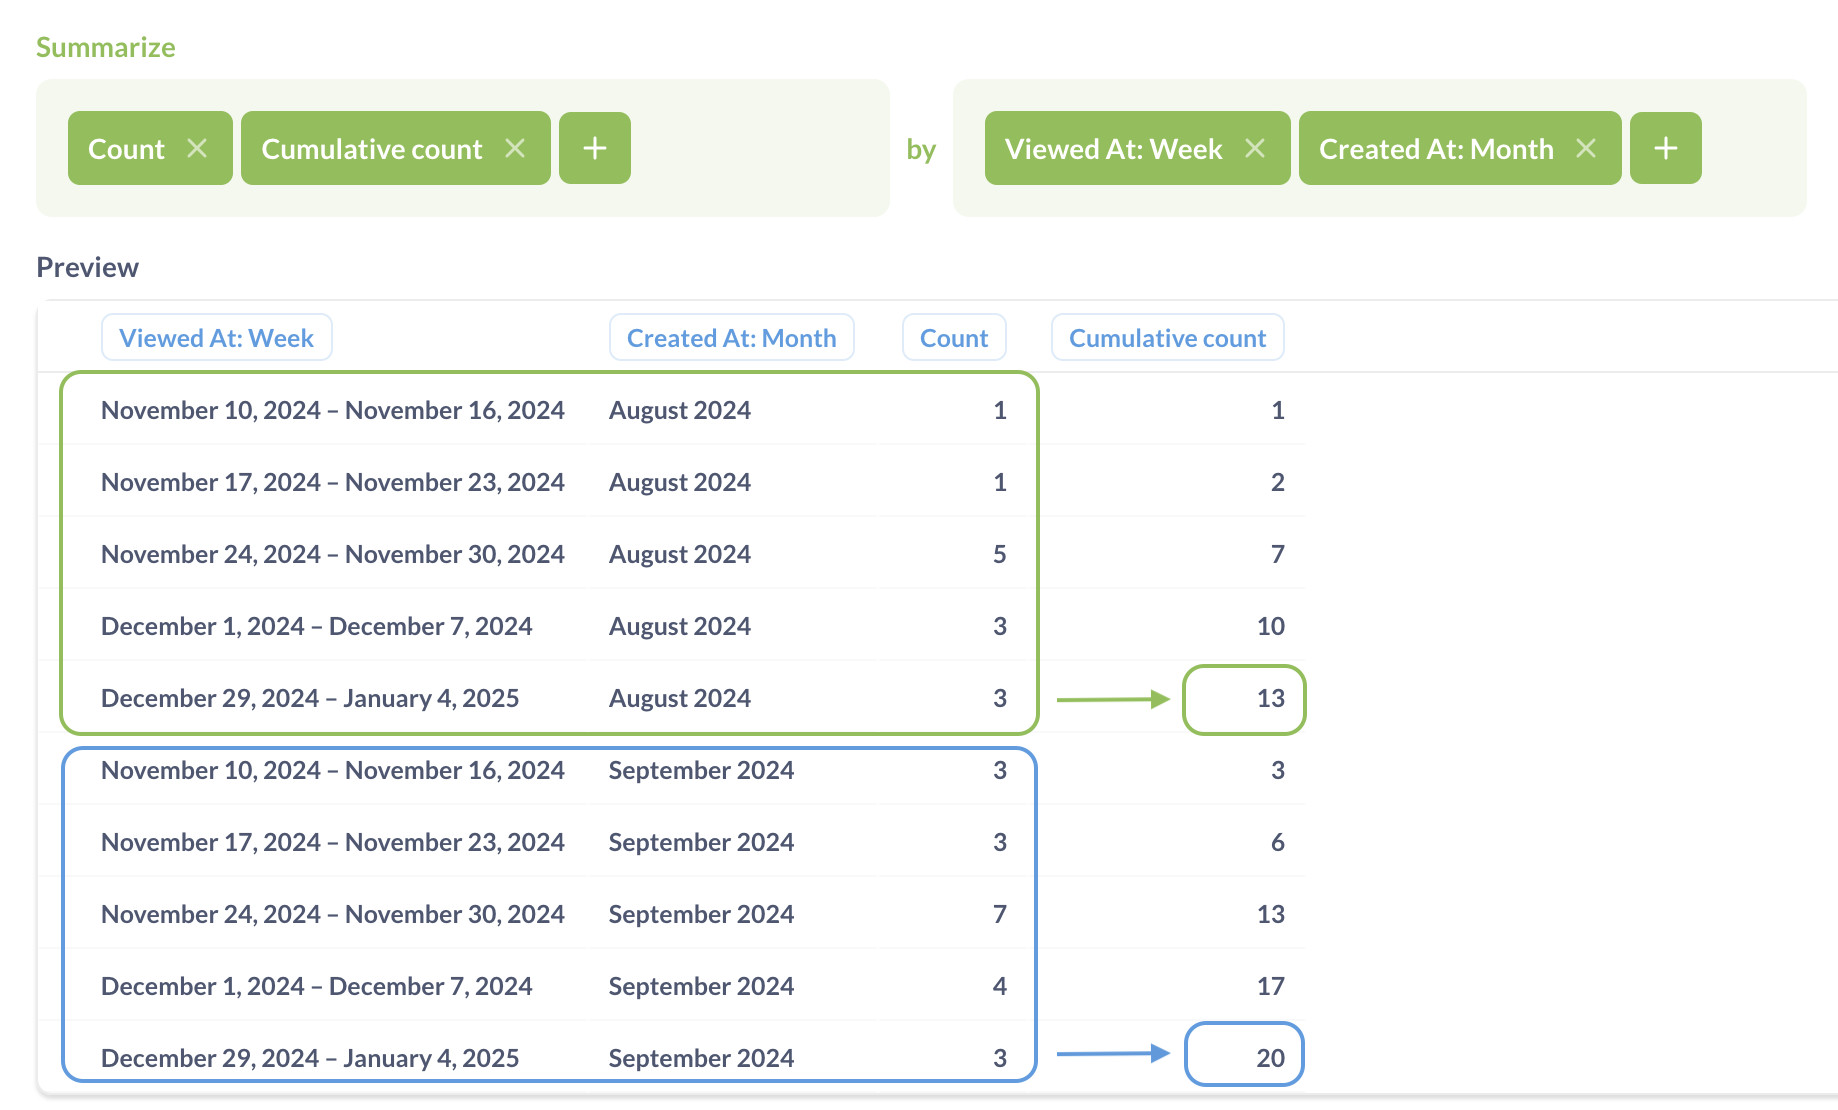 Summarize
Count × Cumulative count × + by Viewed At: Week × Created At: Month × +
Preview
Viewed At: Week Created At: Month Count Cumulative count
November 10, 2024 – November 16, 2024 August 2024 1 1
November 17, 2024 – November 23, 2024 August 2024 1 2
November 24, 2024 – November 30, 2024 August 2024 5 7
December 1, 2024 – December 7, 2024 August 2024 3 10
December 29, 2024 – January 4, 2025 August 2024 3 13
November 10, 2024 – November 16, 2024 September 2024 3 3
November 17, 2024 – November 23, 2024 September 2024 3 6
November 24, 2024 – November 30, 2024 September 2024 7 13
December 1, 2024 – December 7, 2024 September 2024 4 17
December 29, 2024 – January 4, 2025 September 2024 3 20